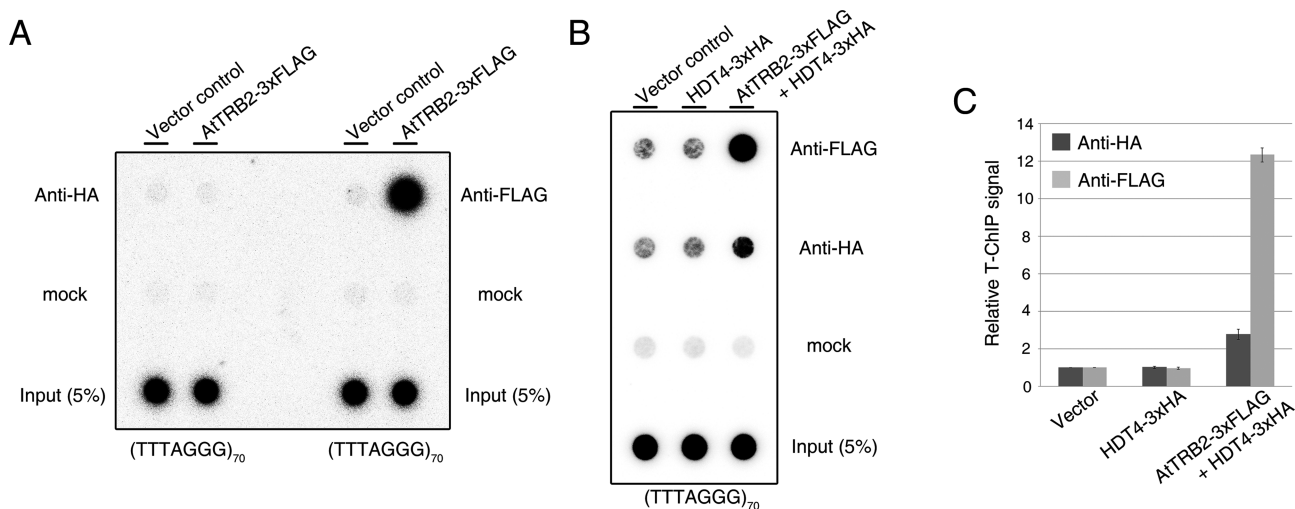 A
Vector control
AtTRB2-3xFLAG
Vector control
AtTRB2-3xFLAG
Anti-HA
Anti-FLAG
mock
mock
Input (5%)
Input (5%)
(TTTAGGG)70
(TTTAGGG)70
B
Vector control
HDT4-3xHA
AtTRB2-3xFLAG
+ HDT4-3xHA
Anti-FLAG
Anti-HA
mock
Input (5%)
(TTTAGGG)70
C
Relative T-ChIP signal
14
12
10
8
6
4
2
0
Anti-HA
Anti-FLAG
Vector
HDT4-3xHA
AtTRB2-3xFLAG
+ HDT4-3xHA